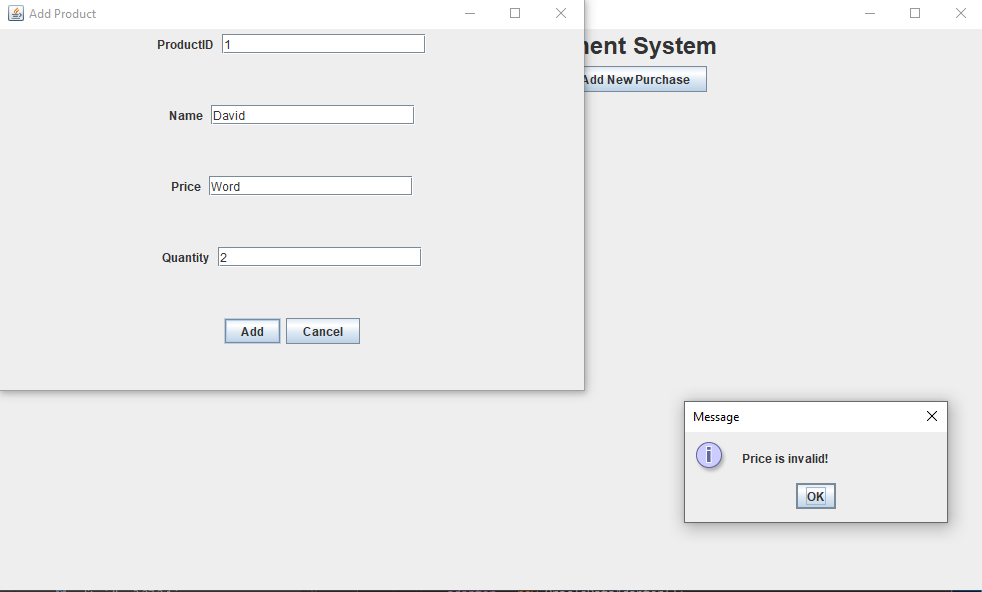 Add Product
ProductID 1
Name David
Price Word
Quantity 2
Add Cancel
ent System
Add New Purchase
Message
Price is invalid!
OK